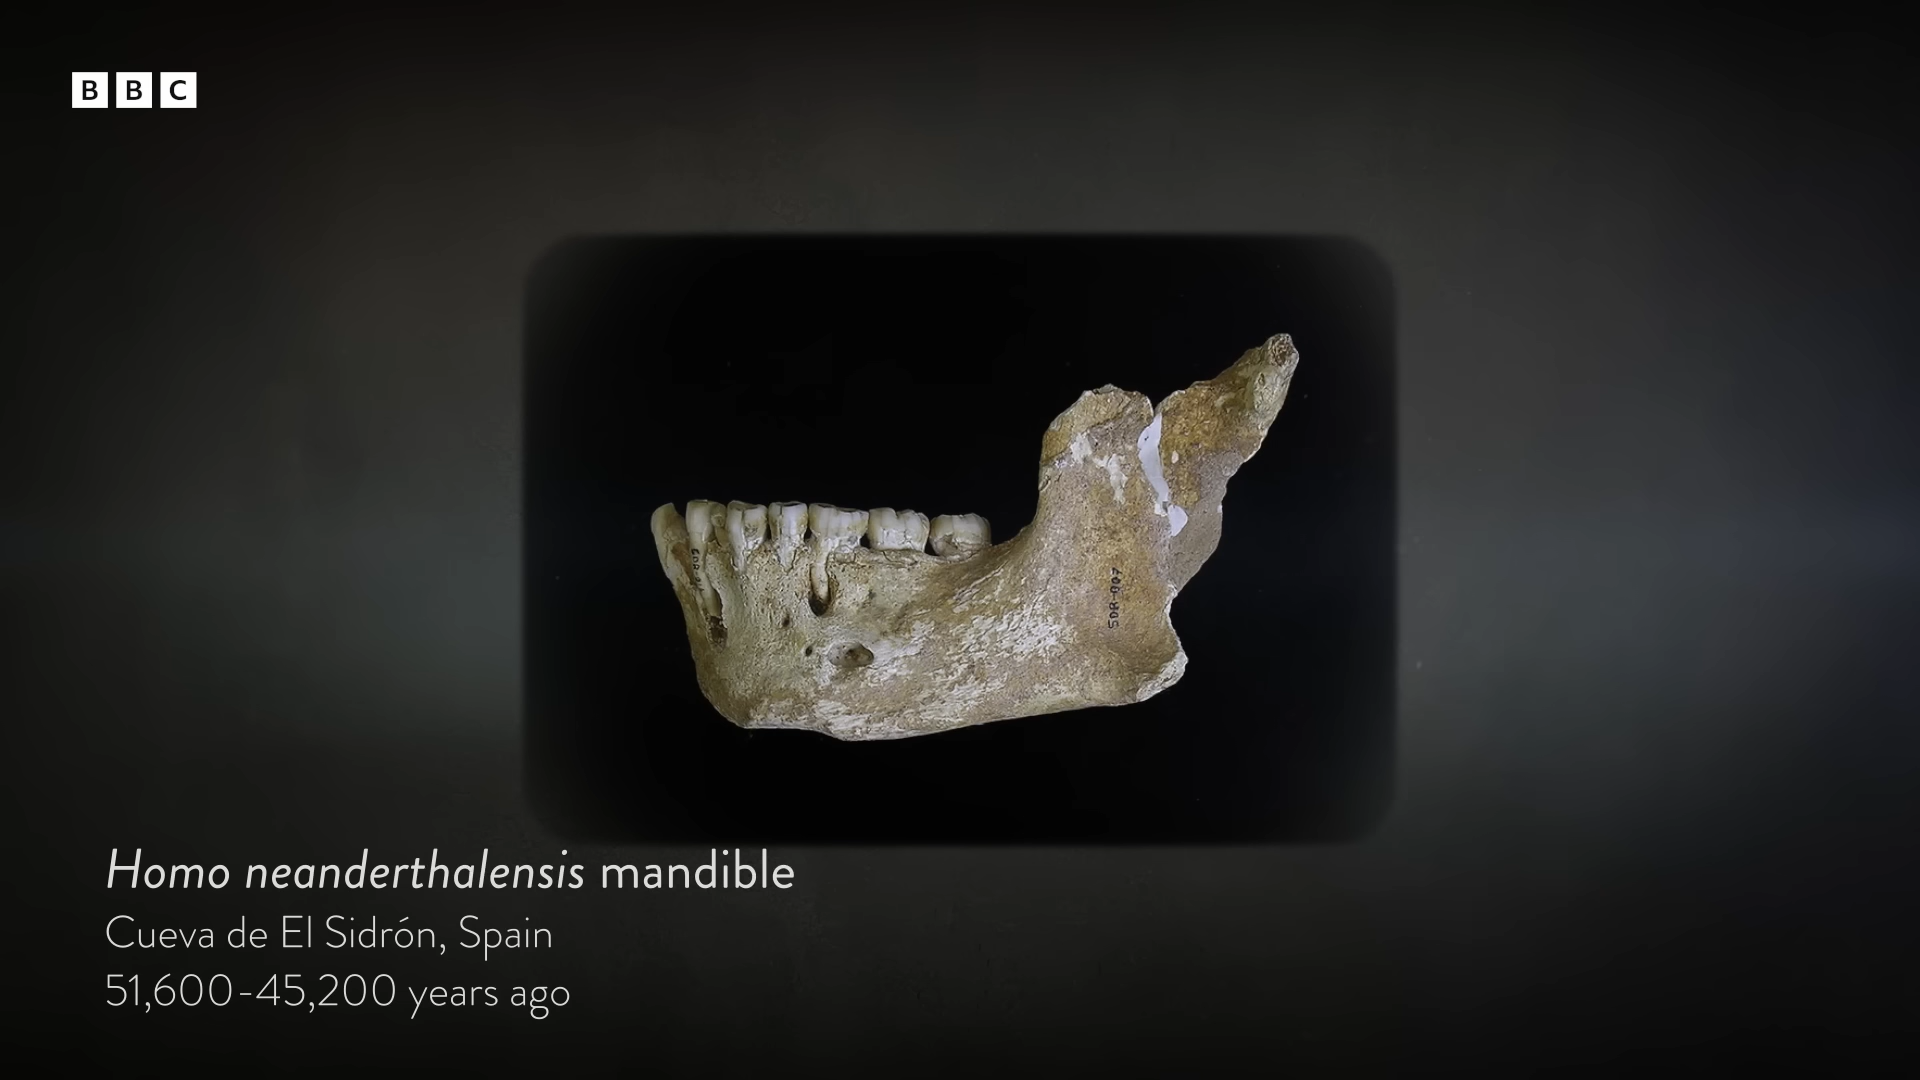 BBC
SDR-007
Homo neanderthalensis mandible
Cueva de El Sidrón, Spain
51,600-45,200 years ago